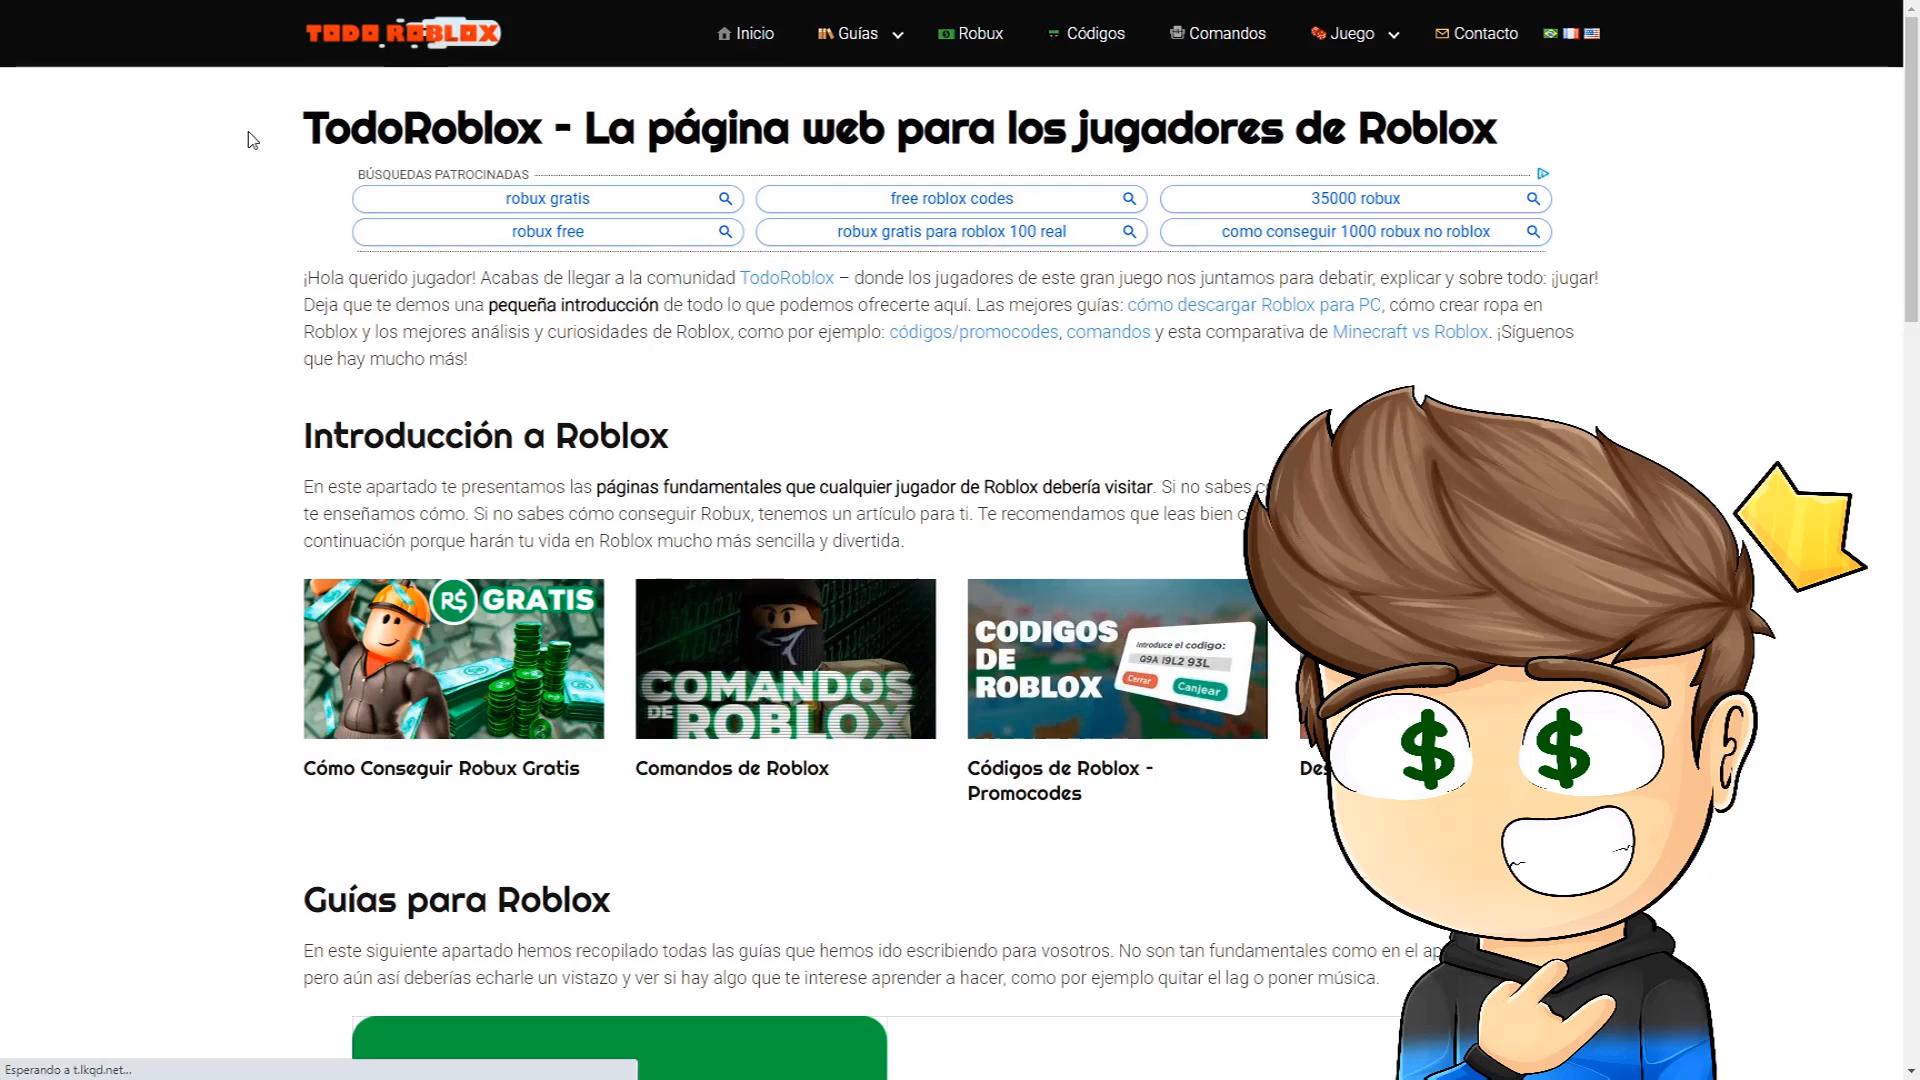 TODO ROBLOX
Inicio
Guías
Robux
Códigos
Comandos
Juego
Contacto
TodoRoblox - La página web para los jugadores de Roblox
BÚSQUEDAS PATROCINADAS
robux gratis
free roblox codes
35000 robux
robux free
robux gratis para roblox 100 real
como conseguir 1000 robux no roblox
¡Hola querido jugador! Acabas de llegar a la comunidad TodoRoblox – donde los jugadores de este gran juego nos juntamos para debatir, explicar y sobre todo: ¡jugar!
Deja que te demos una pequeña introducción de todo lo que podemos ofrecerte aquí. Las mejores guías: cómo descargar Roblox para PC, cómo crear ropa en
Roblox y los mejores análisis y curiosidades de Roblox, como por ejemplo: códigos/promocodes, comandos y esta comparativa de Minecraft vs Roblox. ¡Síguenos
que hay mucho más!
Introducción a Roblox
En este apartado te presentamos las páginas fundamentales que cualquier jugador de Roblox debería visitar. Si no sabes
te enseñamos cómo. Si no sabes cómo conseguir Robux, tenemos un artículo para ti. Te recomendamos que leas bien
continuación porque harán tu vida en Roblox mucho más sencilla y divertida.
R$ GRATIS
COMANDOS
DE ROBLOX
CODIGOS
DE
ROBLOX
Introduce el codigo:
Q9A I9L2 93L
Cerrar
Canjear
Cómo Conseguir Robux Gratis
Comandos de Roblox
Códigos de Roblox -
Promocodes
Des
Guías para Roblox
En este siguiente apartado hemos recopilado todas las guías que hemos ido escribiendo para vosotros. No son tan fundamentales como en el ap
pero aún así deberías echarle un vistazo y ver si hay algo que te interese aprender a hacer, como por ejemplo quitar el lag o poner música.
$ $
Esperando a t.lkqd.net...